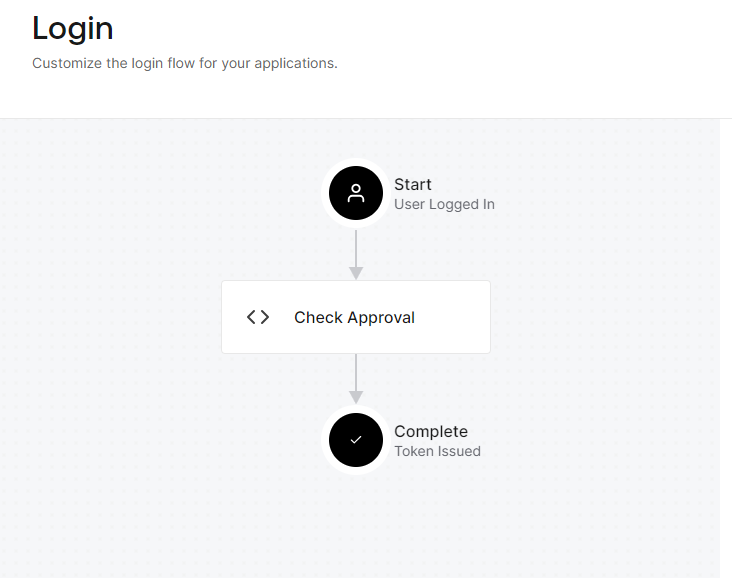 Login
Customize the login flow for your applications.
Start
User Logged In
Check Approval
Complete
Token Issued